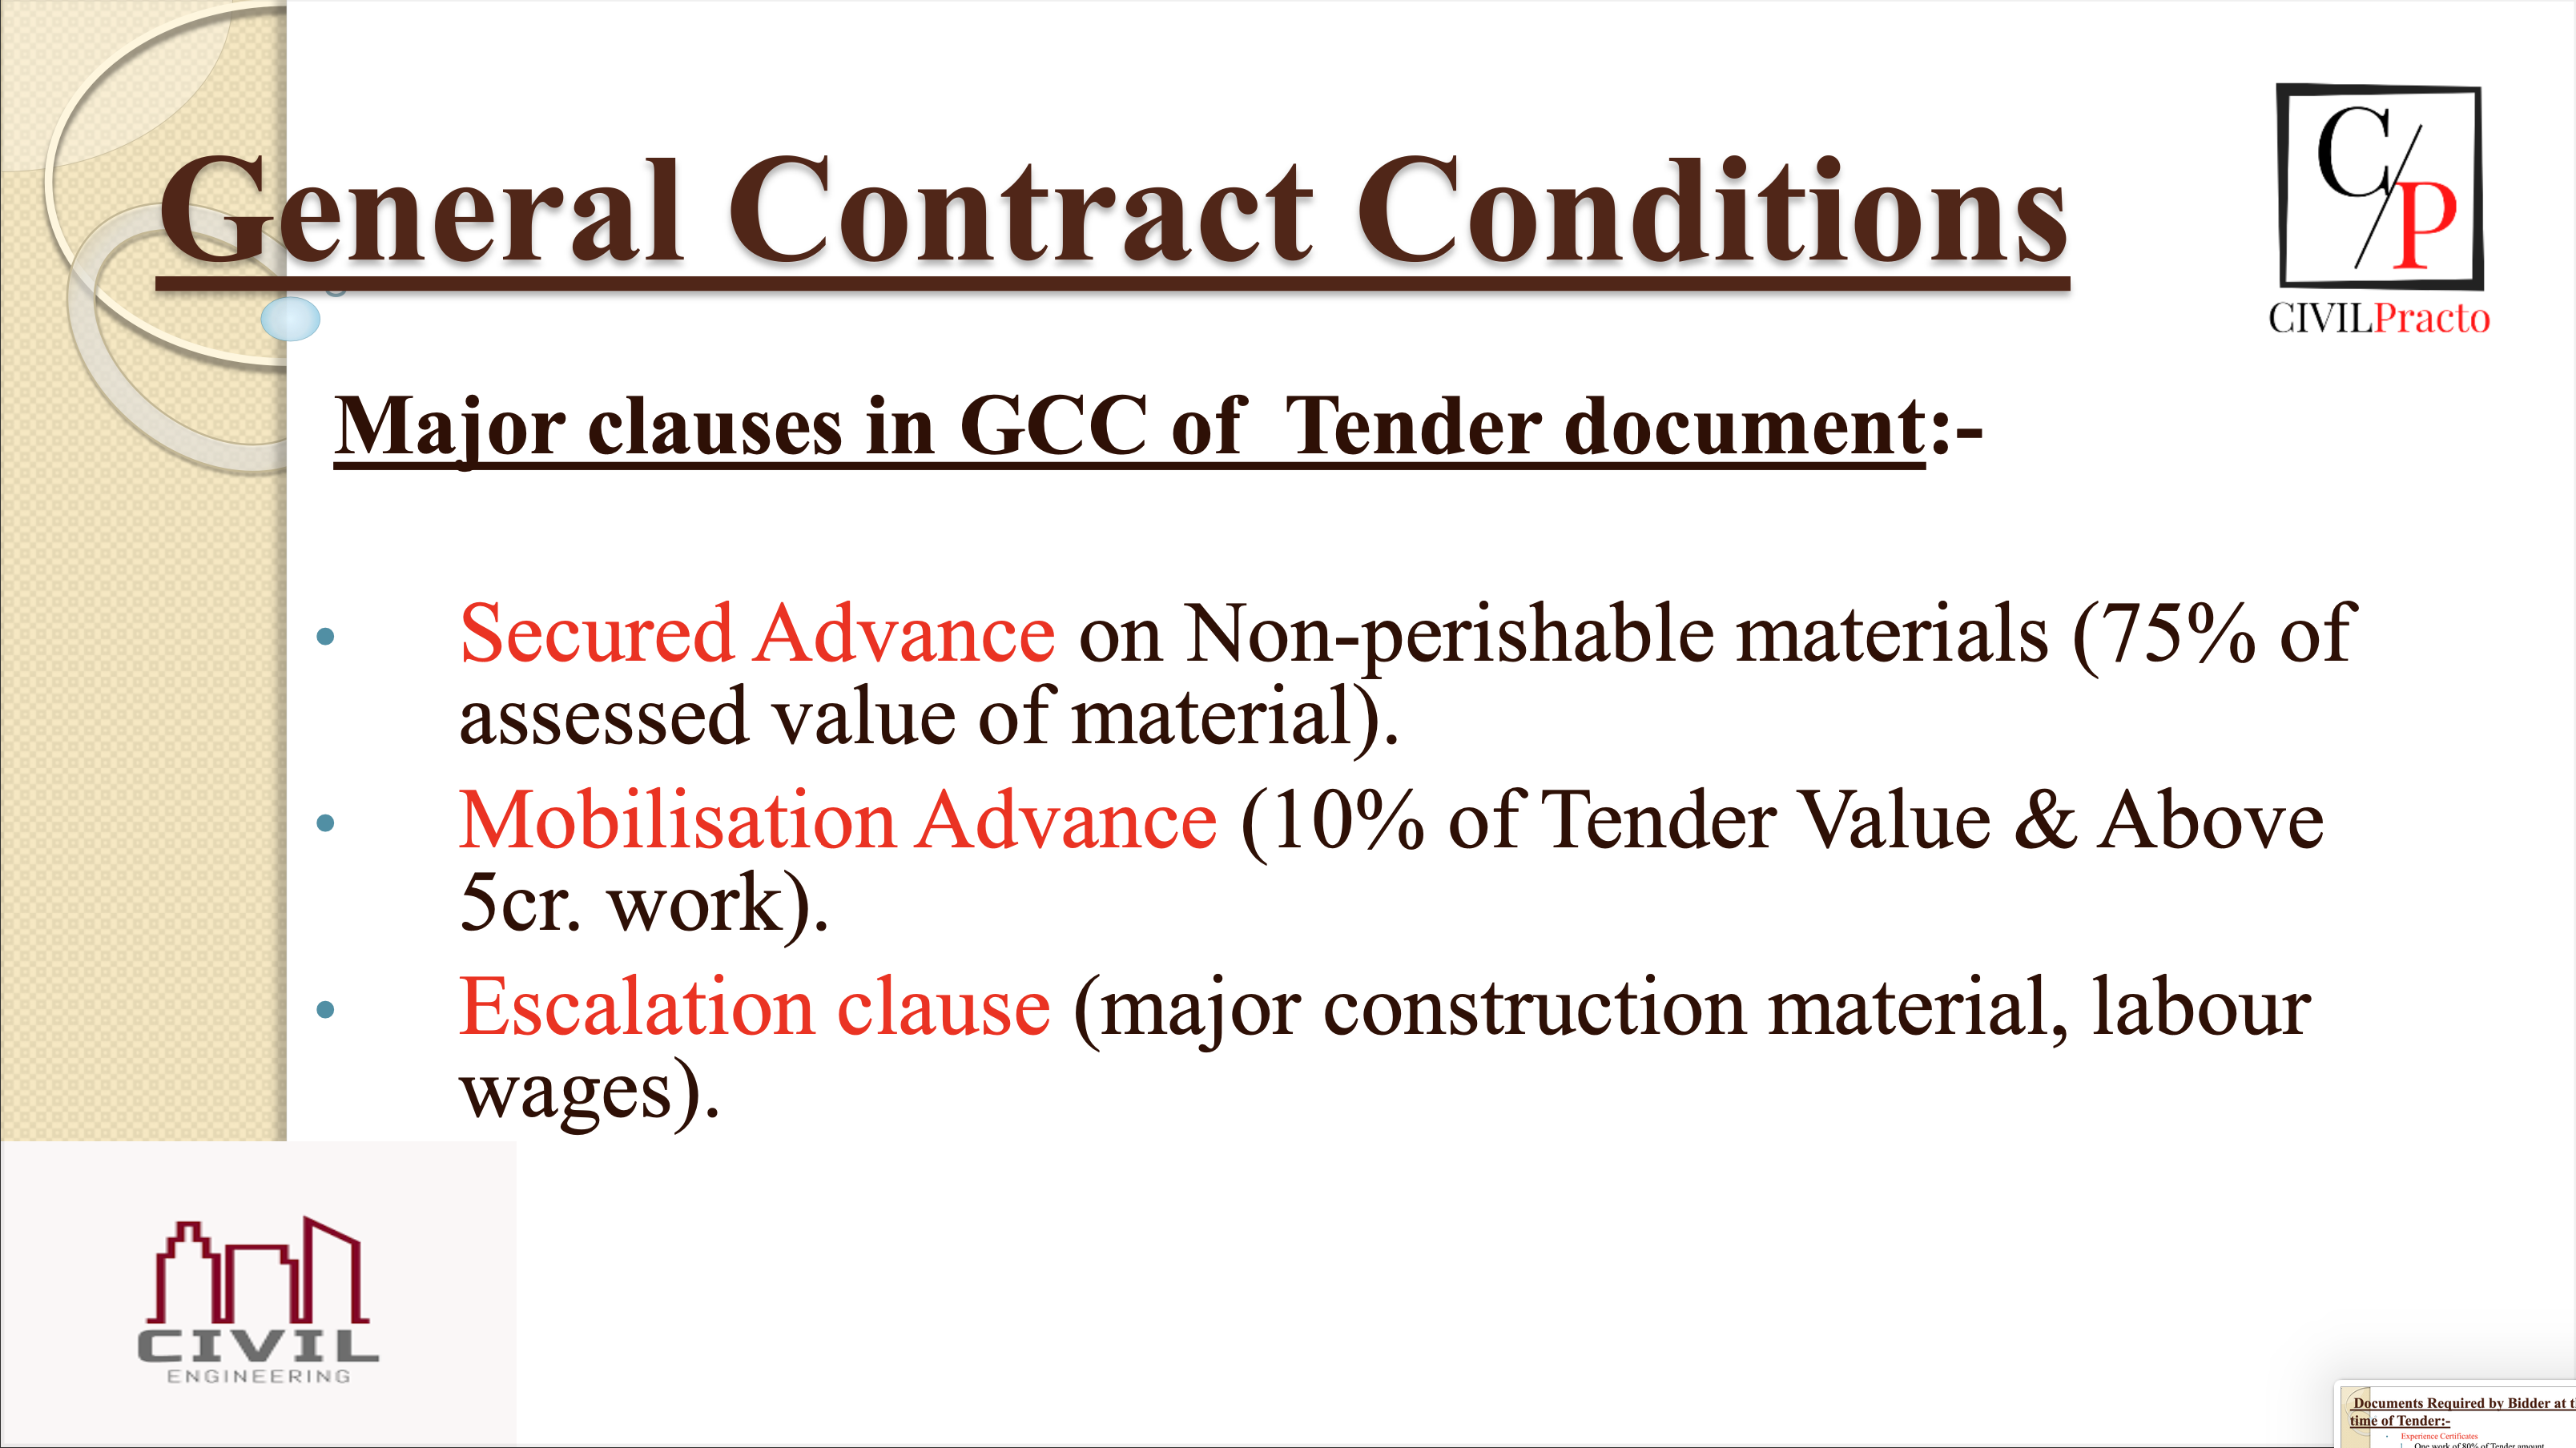 General Contract Conditions
C/P
CIVILPracto
Major clauses in GCC of Tender document:-
• Secured Advance on Non-perishable materials (75% of
assessed value of material).
• Mobilisation Advance (10% of Tender Value & Above
5cr. work).
• Escalation clause (major construction material, labour
wages).
CIVIL
ENGINEERING
Documents Required by Bidder at
time of Tender:-
• Experience Certificates
One work of 80% of Tender amount